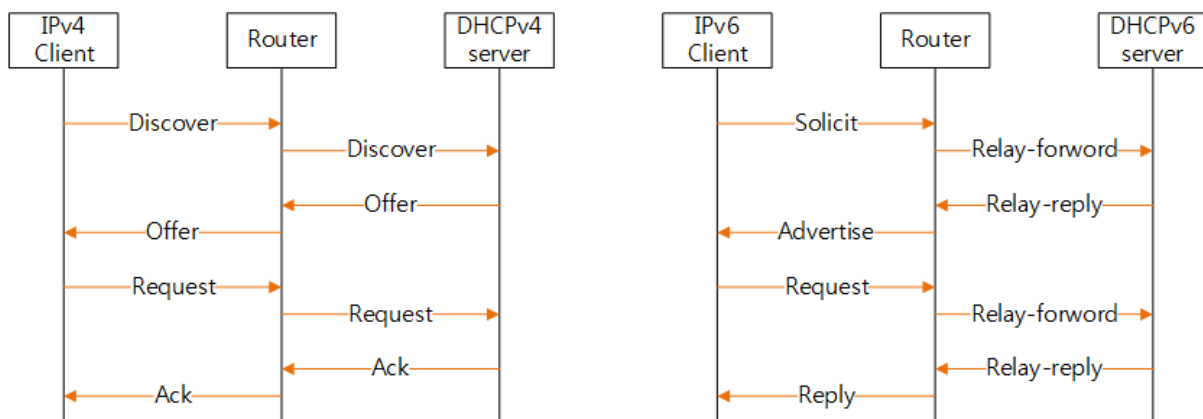 IPv4
Client
Router
DHCPv4
server
Discover
Discover
Offer
Offer
Request
Request
Ack
Ack
IPv6
Client
Router
DHCPv6
server
Solicit
Relay-forword
Relay-reply
Advertise
Request
Relay-forword
Relay-reply
Reply